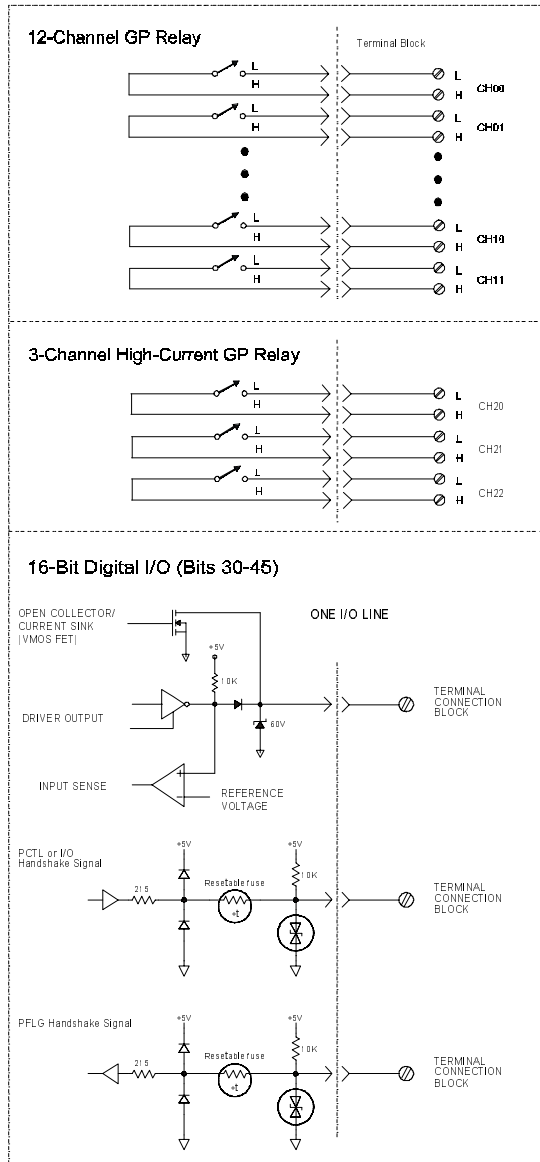 12-Channel GP Relay
Terminal Block
L
H
L
H
CH00
L
H
L
H
CH01
L
H
L
H
CH10
L
H
L
H
CH11
3-Channel High-Current GP Relay
L
H
L
H
CH20
L
H
L
H
CH21
L
H
L
H
CH22
16-Bit Digital I/O (Bits 30-45)
OPEN COLLECTOR/
CURRENT SINK
|VMOS FET|
ONE I/O LINE
+5V
10K
DRIVER OUTPUT
60V
TERMINAL
CONNECTION
BLOCK
INPUT SENSE
+
−
REFERENCE
VOLTAGE
PCTL or I/O
Handshake Signal
+5V
+5V
215
Resetable fuse
+t
10K
TERMINAL
CONNECTION
BLOCK
PFLG Handshake Signal
+5V
+5V
215
Resetable fuse
+t
10K
TERMINAL
CONNECTION
BLOCK